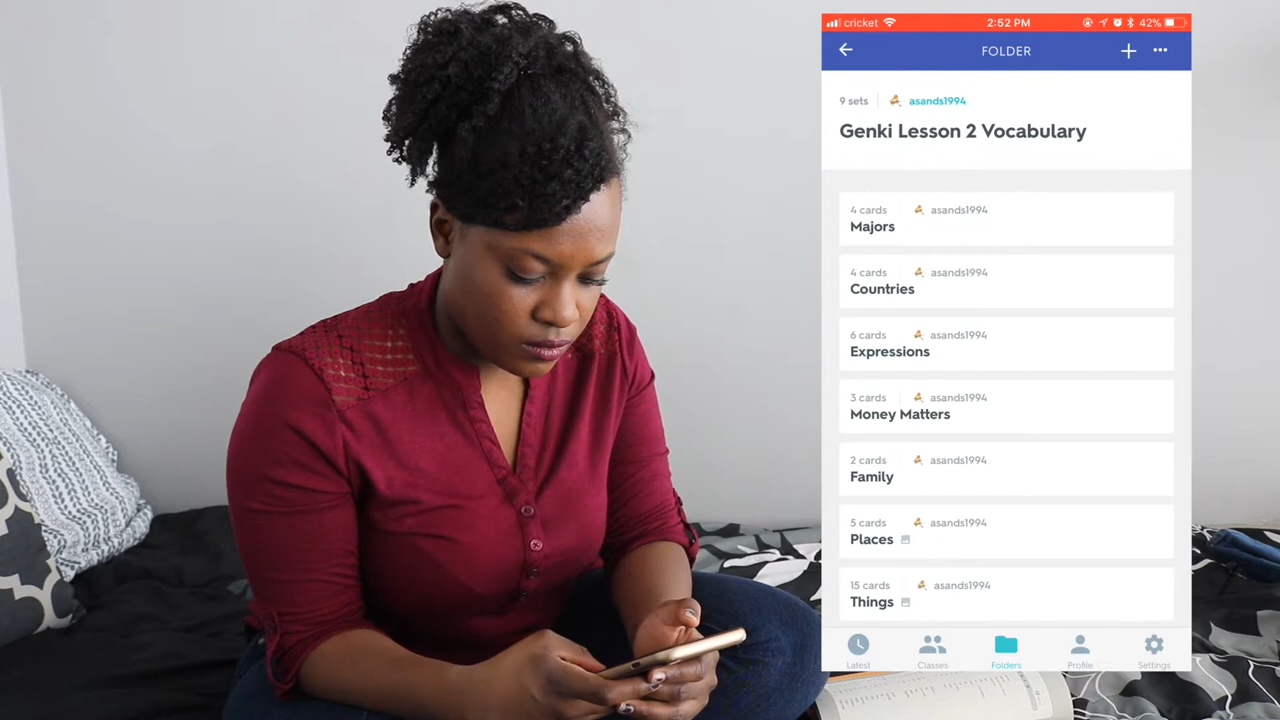 cricket 2:52 PM 42%
FOLDER
9 sets asands1994
Genki Lesson 2 Vocabulary
4 cards asands1994
Majors
4 cards asands1994
Countries
6 cards asands1994
Expressions
3 cards asands1994
Money Matters
2 cards asands1994
Family
5 cards asands1994
Places
15 cards asands1994
Things
Latest Classes Folders Profile Settings